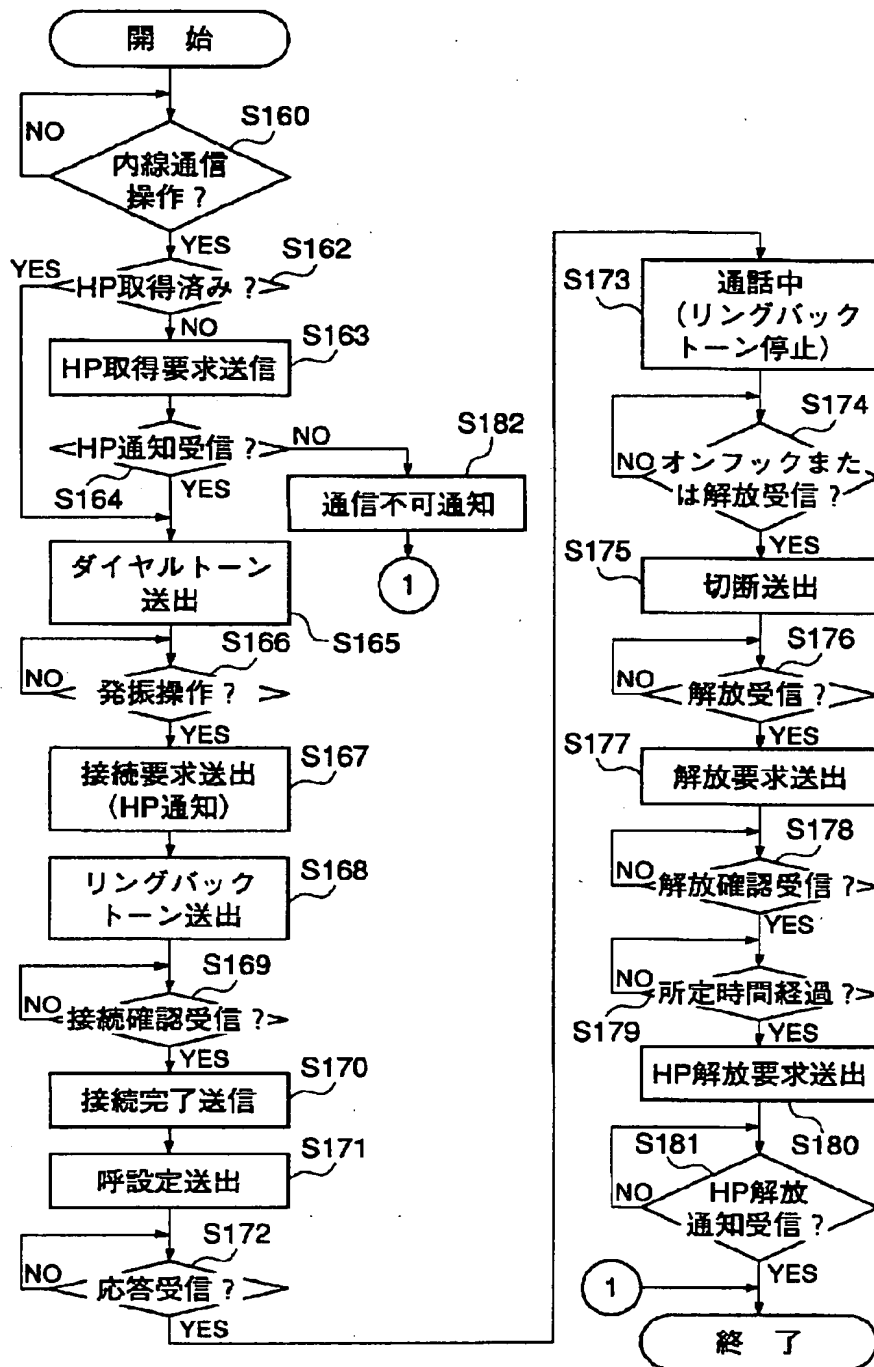 開 始
S160
NO
内線通信
操作?
YES
S162
YES
HP取得済み?
NO
S163
HP取得要求送信
HP通知受信?
NO
S182
S164
YES
通信不可通知
1
ダイヤルトーン
送出
S165
S166
NO
発振操作?
YES
S167
接続要求送出
(HP通知)
S168
リングバック
トーン送出
S169
NO
接続確認受信?
YES
S170
接続完了送信
S171
呼設定送出
S172
NO
応答受信?
YES
S173
通話中
(リングバック
トーン停止)
S174
NO
オンフックまた
は解放受信?
YES
S175
切断送出
S176
NO
解放受信?
YES
S177
解放要求送出
S178
NO
解放確認受信?
YES
NO
所定時間経過?
S179
YES
HP解放要求送出
S180
S181
NO
HP解放
通知受信?
YES
1
終 了